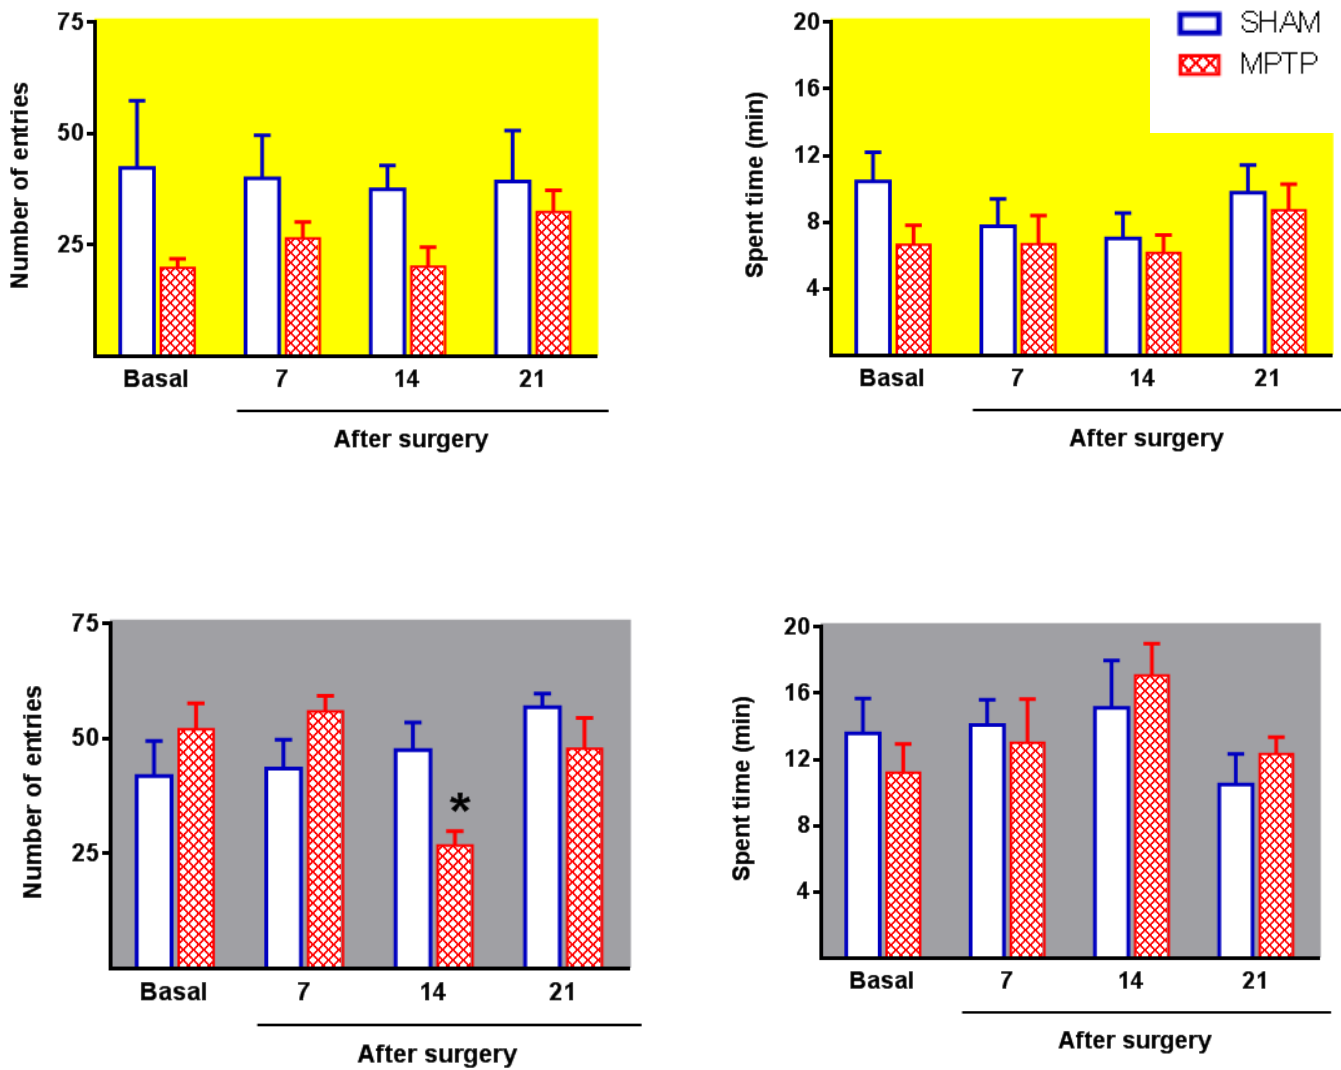 75
50
25
Number of entries
Basal 7 14 21
After surgery
20
16
12
8
4
Spent time (min)
Basal 7 14 21
After surgery
SHAM
MPTP
75
50
25
Number of entries
*
Basal 7 14 21
After surgery
20
16
12
8
4
Spent time (min)
Basal 7 14 21
After surgery